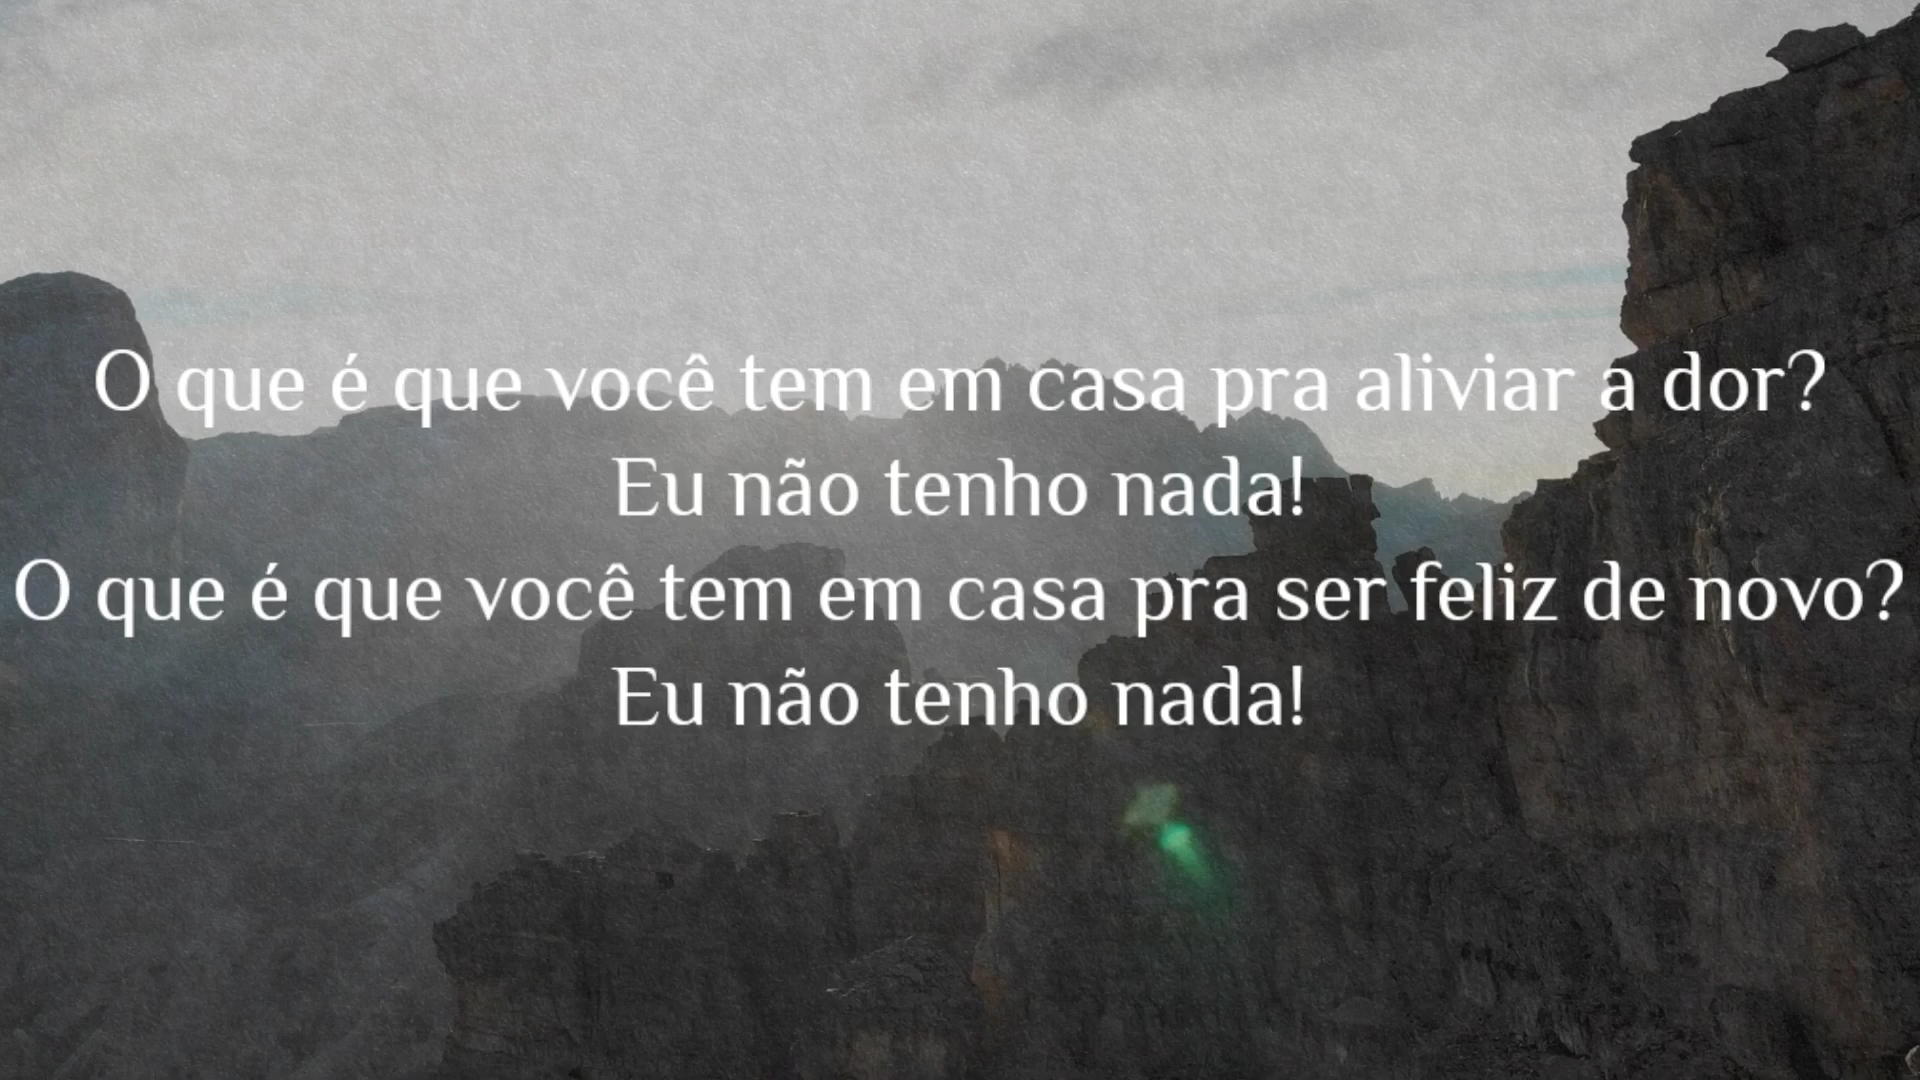 O que é que você tem em casa pra aliviar a dor?
Eu não tenho nada!
O que é que você tem em casa pra ser feliz de novo?
Eu não tenho nada!